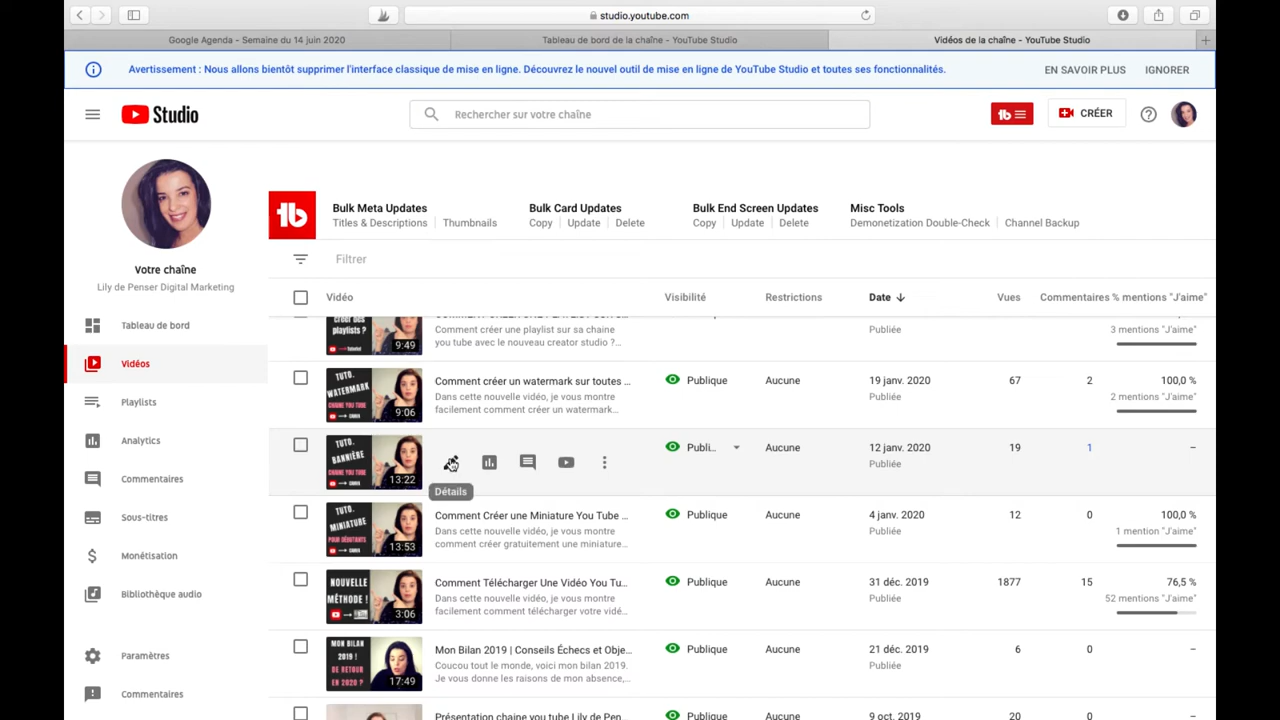 studio.youtube.com
Google Agenda - Semaine du 14 juin 2020
Tableau de bord de la chaîne - YouTube Studio
Vidéos de la chaîne - YouTube Studio
Avertissement : Nous allons bientôt supprimer l'interface classique de mise en ligne. Découvrez le nouvel outil de mise en ligne de YouTube Studio et toutes ses fonctionnalités.
EN SAVOIR PLUS
IGNORER
Studio
Rechercher sur votre chaîne
tb
CRÉER
tb
Bulk Meta Updates
Titles & Descriptions
Thumbnails
Bulk Card Updates
Copy
Update
Delete
Bulk End Screen Updates
Copy
Update
Delete
Misc Tools
Demonetization Double-Check
Channel Backup
Votre chaîne
Lily de Penser Digital Marketing
Tableau de bord
Vidéos
Playlists
Analytics
Commentaires
Sous-titres
Monétisation
Bibliothèque audio
Paramètres
Commentaires
Filtrer
Vidéo
Visibilité
Restrictions
Date
Vues
Commentaires
% mentions "J'aime"
playlists ?
9:49
Comment créer une playlist sur sa chaine
you tube avec le nouveau creator studio ?...
Publiée
3 mentions "J'aime"
TUTO.
WATERMARK
CHAINE YOU TUBE
9:06
Comment créer un watermark sur toutes ...
Dans cette nouvelle vidéo, je vous montre
facilement comment créer un watermark...
Publique
Aucune
19 janv. 2020
Publiée
67
2
100,0 %
2 mentions "J'aime"
TUTO.
BANNIÈRE
CHAINE YOU TUBE
13:22
Détails
Publi...
Aucune
12 janv. 2020
Publiée
19
1
–
TUTO.
MINIATURE
POUR DÉBUTANTS
13:53
Comment Créer une Miniature You Tube ...
Dans cette nouvelle vidéo, je vous montre
comment créer gratuitement une miniature...
Publique
Aucune
4 janv. 2020
Publiée
12
0
100,0 %
1 mention "J'aime"
NOUVELLE
MÉTHODE !
3:06
Comment Télécharger Une Vidéo You Tu...
Dans cette nouvelle vidéo, je vous montre
facilement comment télécharger votre vidé...
Publique
Aucune
31 déc. 2019
Publiée
1877
15
76,5 %
52 mentions "J'aime"
MON BILAN
2019 !
DE RETOUR
EN 2020 ?
17:49
Mon Bilan 2019 | Conseils Échecs et Obje...
Coucou tout le monde, voici mon bilan 2019.
Je vous donne les raisons de mon absence,...
Publique
Aucune
21 déc. 2019
Publiée
6
0
–
Présentation chaine you tube Lily de Pen...
Publique
Aucune
9 oct. 2019
20
0
–